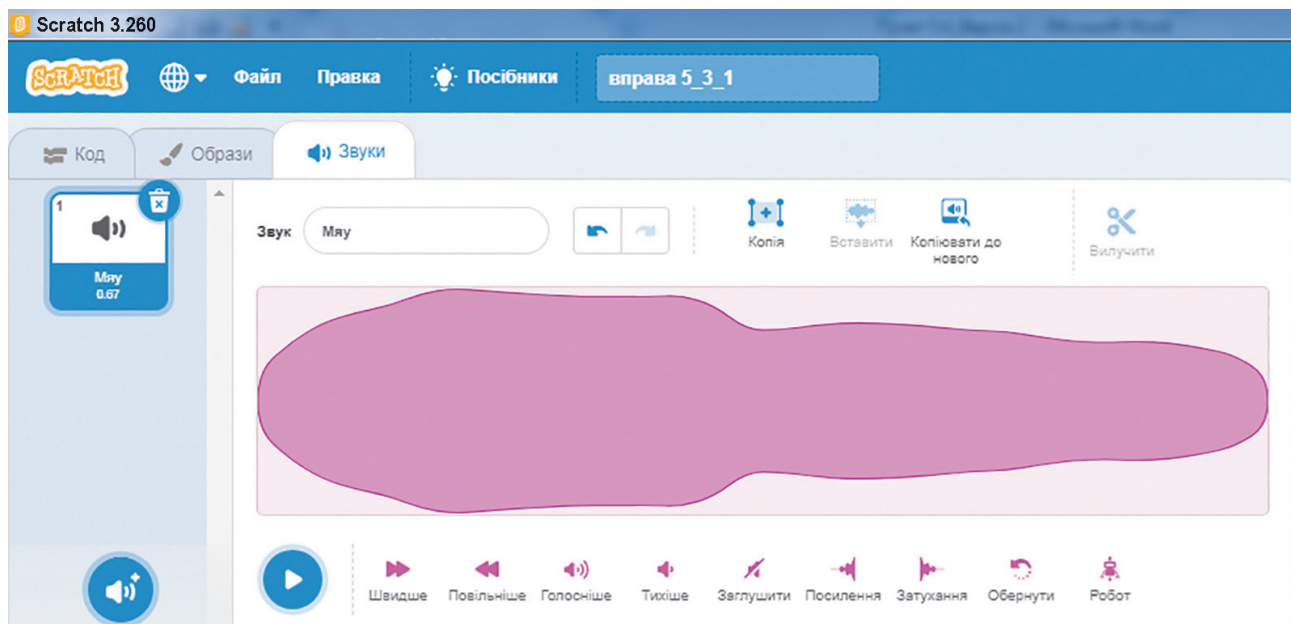 Scratch 3.260
SCRATCH Файл Правка Посібники вправа 5_3_1
Код Образи Звуки
1
Мяу
0.67
Звук Мяу
Копія Вставити Копіювати до нового Вилучити
Швидше Повільніше Голосніше Тихіше Заглушити Посилення Затухання Обернути Робот